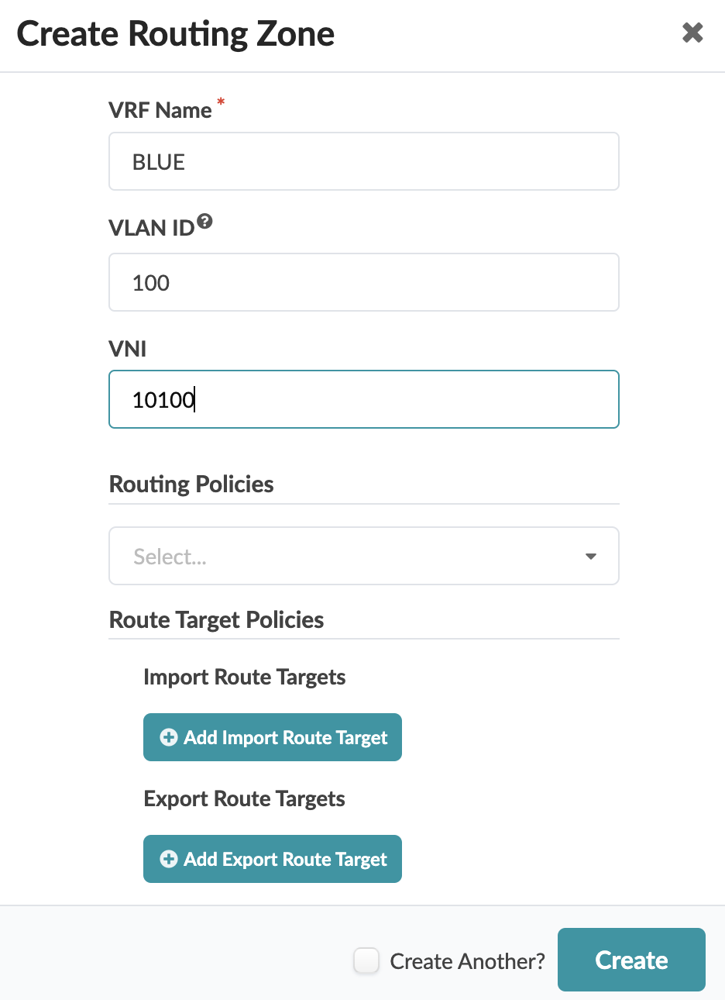 Create Routing Zone
VRF Name *
BLUE
VLAN ID
100
VNI
10100
Routing Policies
Select...
Route Target Policies
Import Route Targets
Add Import Route Target
Export Route Targets
Add Export Route Target
Create Another?
Create